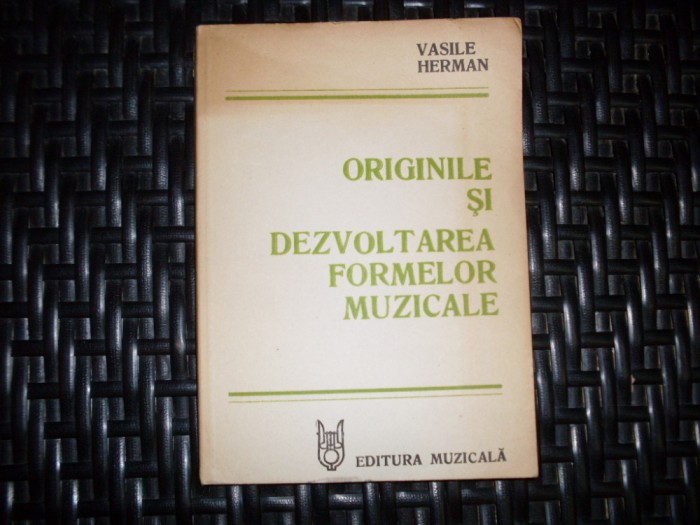 VASILE
HERMAN
ORIGINILE
ŞI
DEZVOLTAREA
FORMELOR
MUZICALE
EDITURA MUZICALĂ